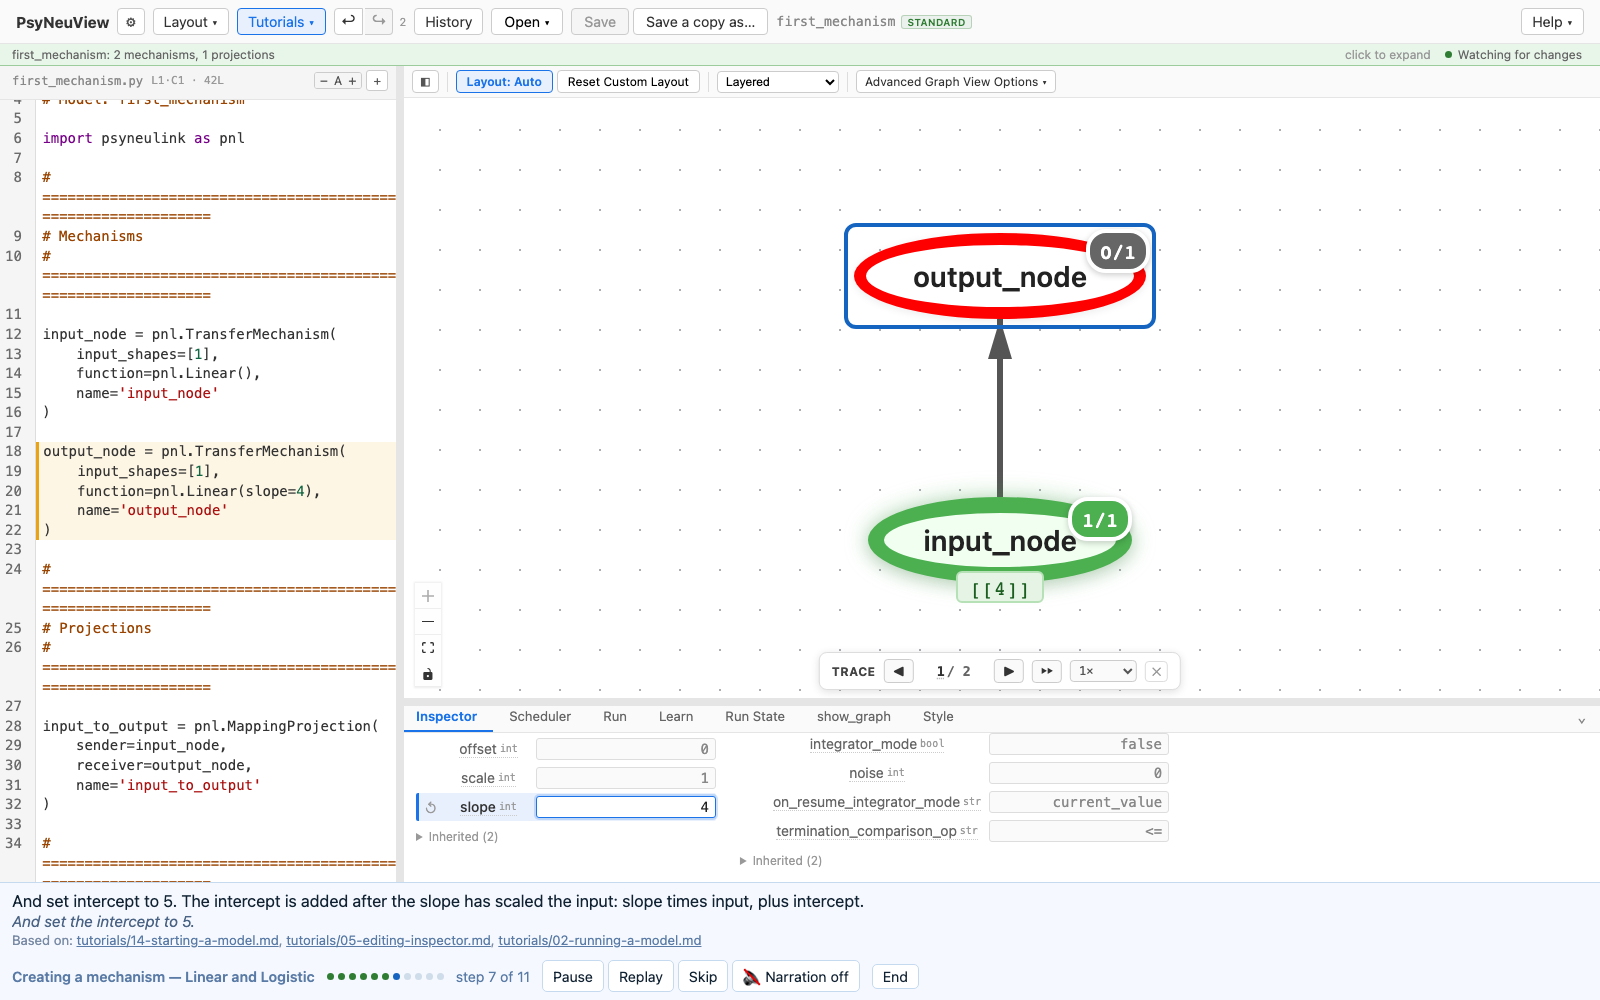 PsyNeuView ⚙ Layout ▾ Tutorials ▾ ↩ ↪ 2 History Open ▾ Save Save a copy as... first_mechanism STANDARD Help ▾
first_mechanism: 2 mechanisms, 1 projections click to expand Watching for changes
first_mechanism.py L1·C1 · 42L − A + + Layout: Auto Reset Custom Layout Layered Advanced Graph View Options ▾
4 # Model: first_mechanism
5
6 import psyneulink as pnl
7
8 #
=========================================
====================
9 # Mechanisms
10 #
=========================================
====================
11
12 input_node = pnl.TransferMechanism(
13 input_shapes=[1],
14 function=pnl.Linear(),
15 name='input_node'
16 )
17
18 output_node = pnl.TransferMechanism(
19 input_shapes=[1],
20 function=pnl.Linear(slope=4),
21 name='output_node'
22 )
23
24 #
=========================================
====================
25 # Projections
26 #
=========================================
====================
27
28 input_to_output = pnl.MappingProjection(
29 sender=input_node,
30 receiver=output_node,
31 name='input_to_output'
32 )
33
34 #
=========================================
====================
0/1
output_node
1/1
input_node
[[4]]
TRACE ◀ 1 / 2 ▶ ▸▸ 1× ×
Inspector Scheduler Run Learn Run State show_graph Style
offset int 0
scale int 1
slope int 4
▶ Inherited (2)
integrator_mode bool false
noise int 0
on_resume_integrator_mode str current_value
termination_comparison_op str <=
▶ Inherited (2)
And set intercept to 5. The intercept is added after the slope has scaled the input: slope times input, plus intercept.
And set the intercept to 5.
Based on: tutorials/14-starting-a-model.md, tutorials/05-editing-inspector.md, tutorials/02-running-a-model.md
Creating a mechanism — Linear and Logistic step 7 of 11 Pause Replay Skip Narration off End